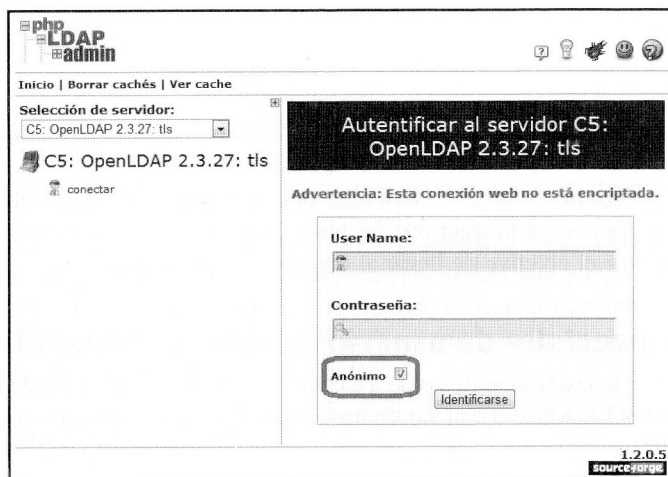 php
LDAP
admin
Inicio | Borrar cachés | Ver cache
Selección de servidor:
C5: OpenLDAP 2.3.27: tls
C5: OpenLDAP 2.3.27: tls
conectar
Autentificar al servidor C5:
OpenLDAP 2.3.27: tls
Advertencia: Esta conexión web no está encriptada.
User Name:
Contraseña:
Anónimo
Identificarse
1.2.0.5
sourceforge